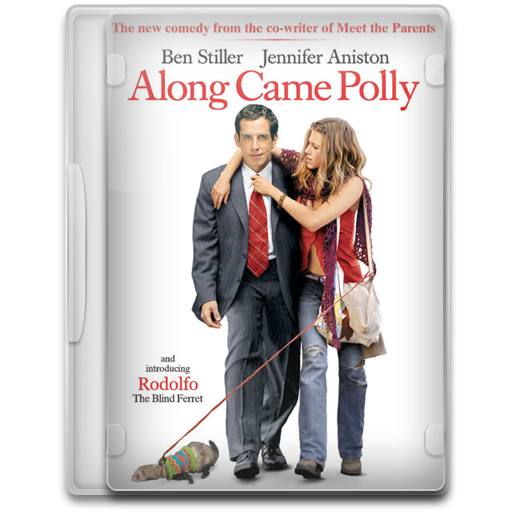 The new comedy from the co-writer of Meet the Parents
Ben Stiller Jennifer Aniston
Along Came Polly
and
introducing
Rodolfo
The Blind Ferret